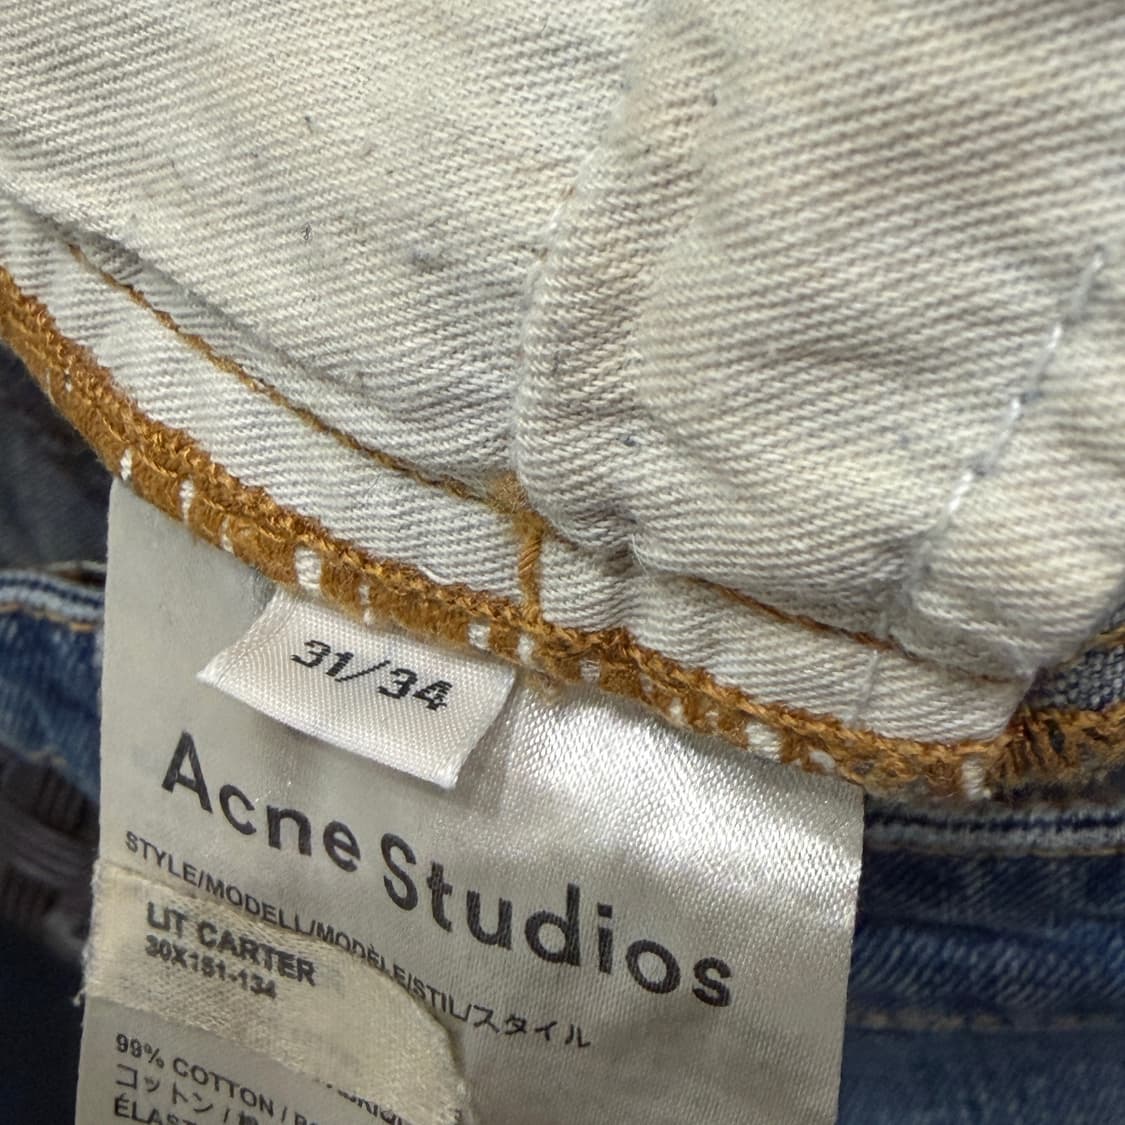 31/34
Acne Studios
STYLE/MODELL/MODÈLE/STIL/スタイル
LIT CARTER
30X151-134
99% COTTON /
コットン /